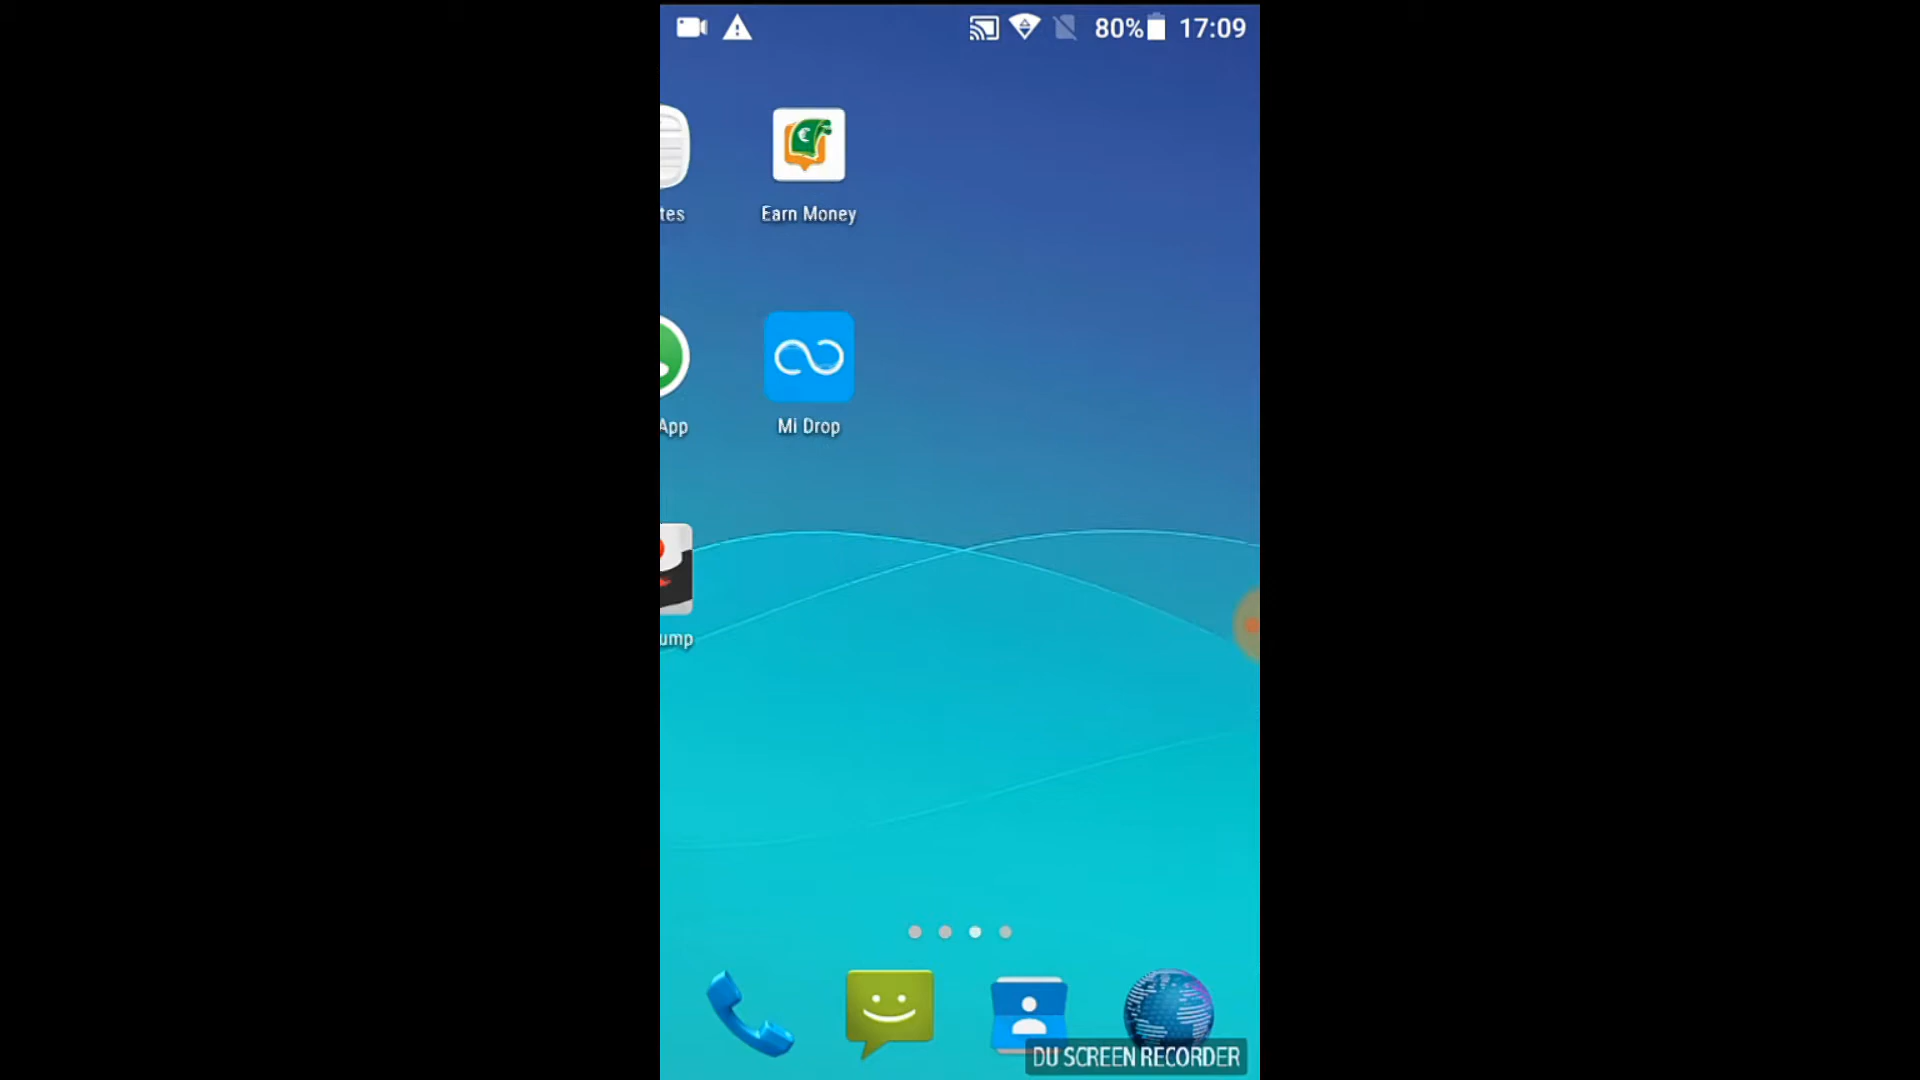 80% 17:09
tes Earn Money
€
App Mi Drop
ump
DU SCREEN RECORDER